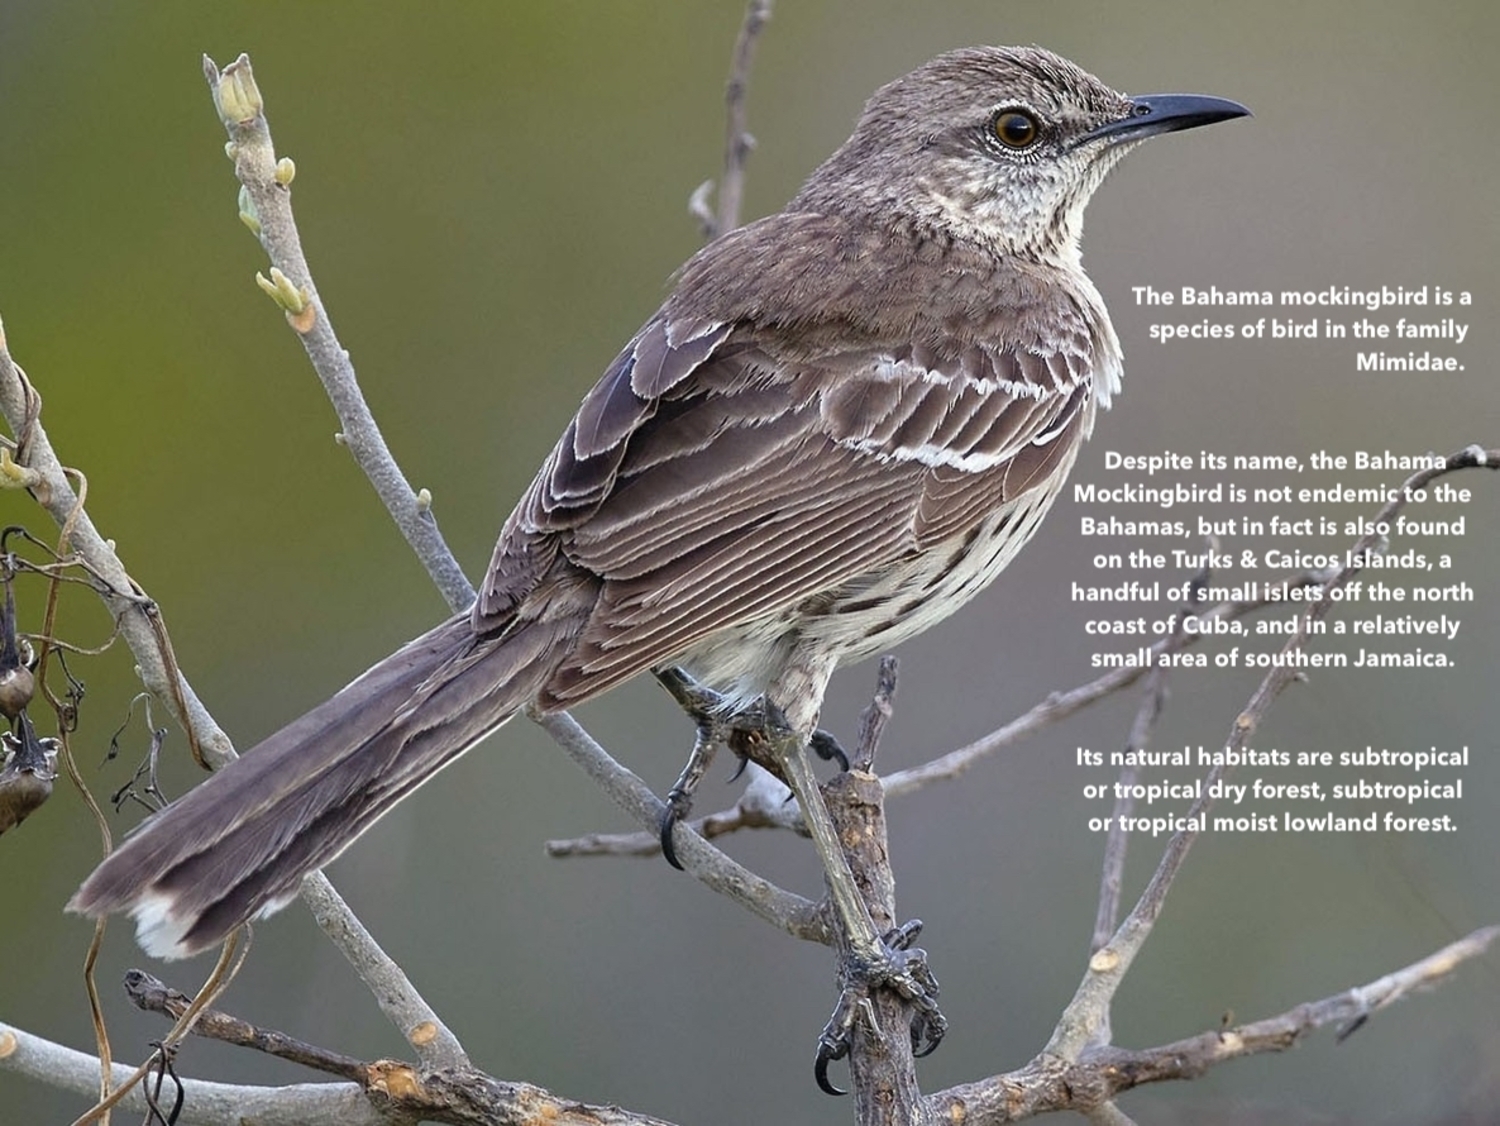 The Bahama mockingbird is a
species of bird in the family
Mimidae.
Despite its name, the Bahama
Mockingbird is not endemic to the
Bahamas, but in fact is also found
on the Turks & Caicos Islands, a
handful of small islets off the north
coast of Cuba, and in a relatively
small area of southern Jamaica.
Its natural habitats are subtropical
or tropical dry forest, subtropical
or tropical moist lowland forest.